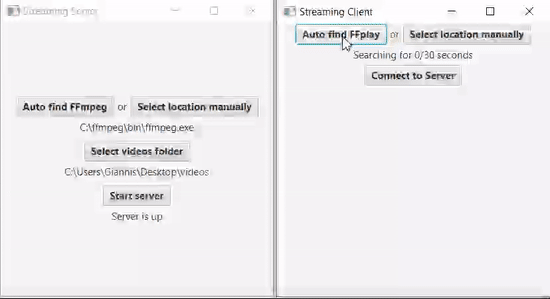 Streaming Server
Auto find FFmpeg or Select location manually
C:\ffmpeg\bin\ffmpeg.exe
Select videos folder
C:\Users\Giannis\Desktop\videos
Start server
Server is up
Streaming Client
Auto find FFplay or Select location manually
Searching for 0/30 seconds
Connect to Server